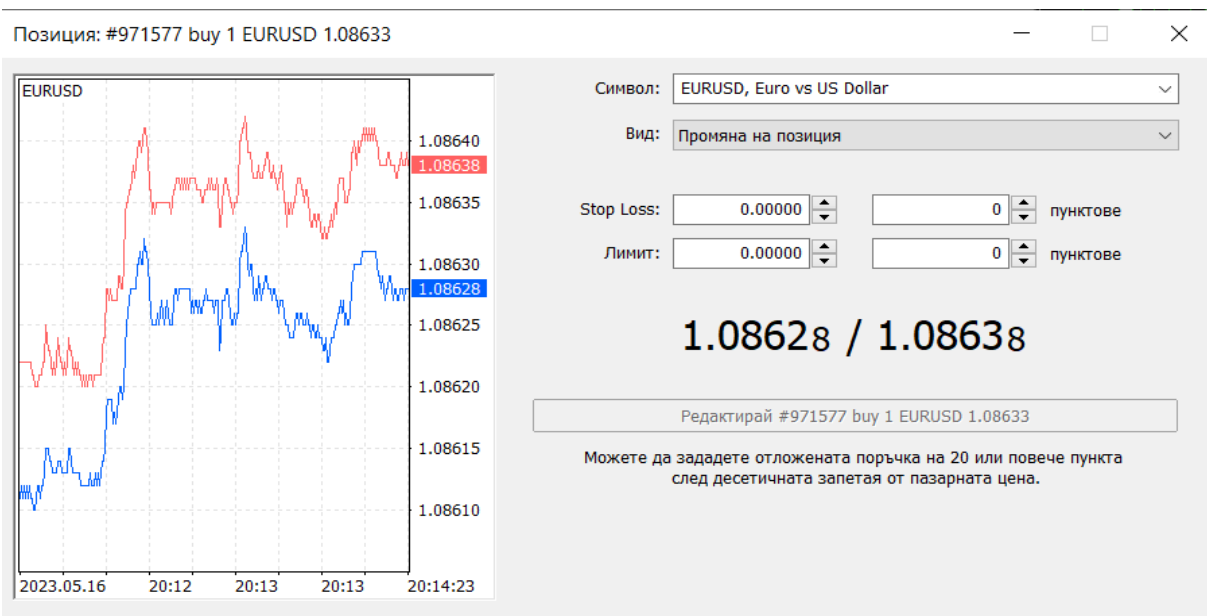 Позиция: #971577 buy 1 EURUSD 1.08633
EURUSD
1.08640
1.08638
1.08635
1.08630
1.08628
1.08625
1.08620
1.08615
1.08610
2023.05.16 20:12 20:13 20:13 20:14:23
Символ: EURUSD, Euro vs US Dollar
Вид: Промяна на позиция
Stop Loss: 0.00000 0 пунктове
Лимит: 0.00000 0 пунктове
1.08628 / 1.08638
Редактирай #971577 buy 1 EURUSD 1.08633
Можете да зададете отложената поръчка на 20 или повече пункта
след десетичната запетая от пазарната цена.